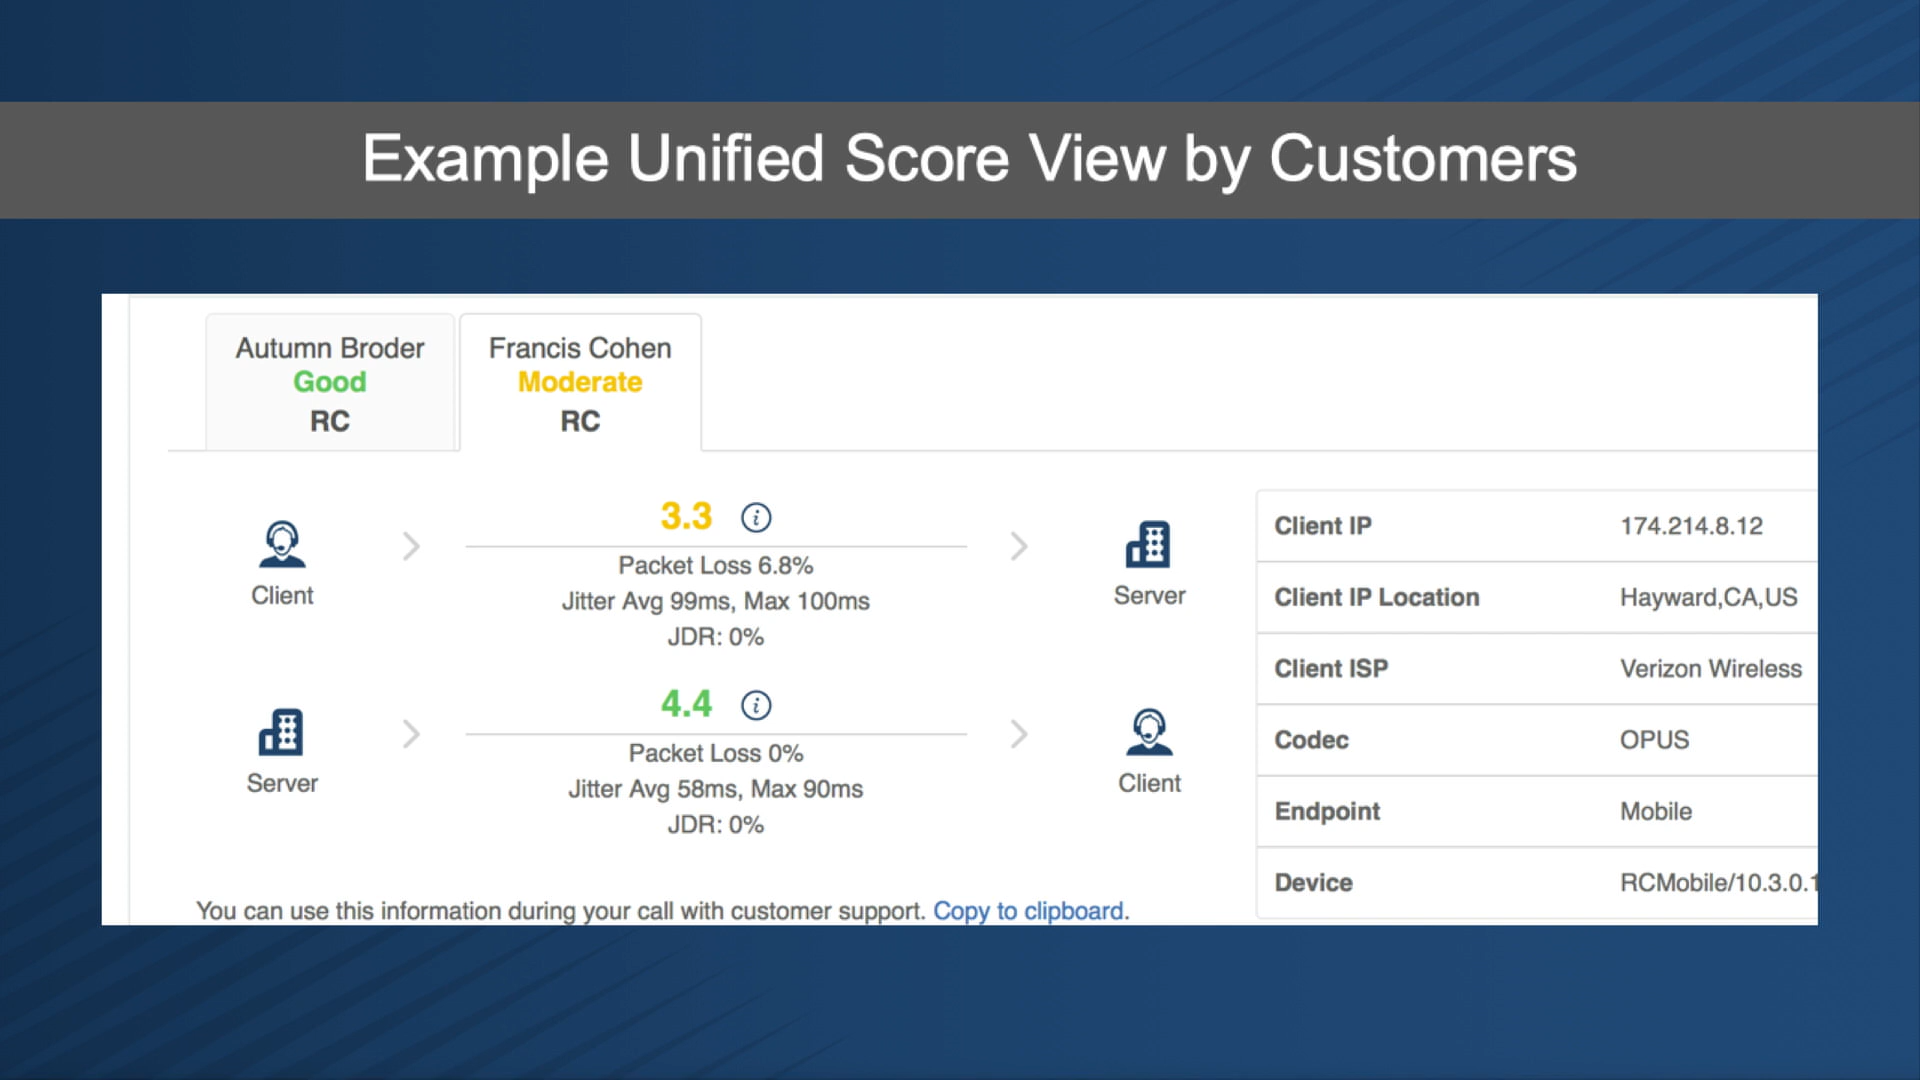 Example Unified Score View by Customers
Autumn Broder
Good
RC
Francis Cohen
Moderate
RC
3.3
Packet Loss 6.8%
Jitter Avg 99ms, Max 100ms
JDR: 0%
Client
Server
4.4
Packet Loss 0%
Jitter Avg 58ms, Max 90ms
JDR: 0%
Server
Client
You can use this information during your call with customer support. Copy to clipboard.
Client IP 174.214.8.12
Client IP Location Hayward,CA,US
Client ISP Verizon Wireless
Codec OPUS
Endpoint Mobile
Device RCMobile/10.3.0.1